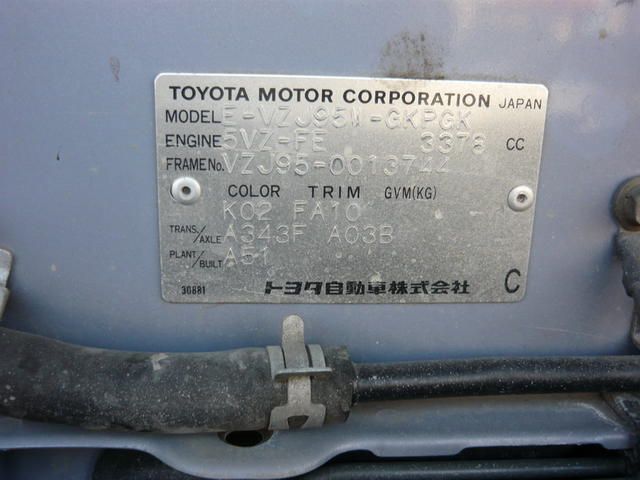 TOYOTA MOTOR CORPORATION JAPAN
MODEL E-VZJ95W-GKPGK
ENGINE 5VZ-FE 3378 CC
FRAME No. VZJ95-0013744
COLOR TRIM GVM(KG)
K02 FA10
TRANS./AXLE A343F A03B
PLANT/BUILT A51
30881 トヨタ自動車株式会社 C